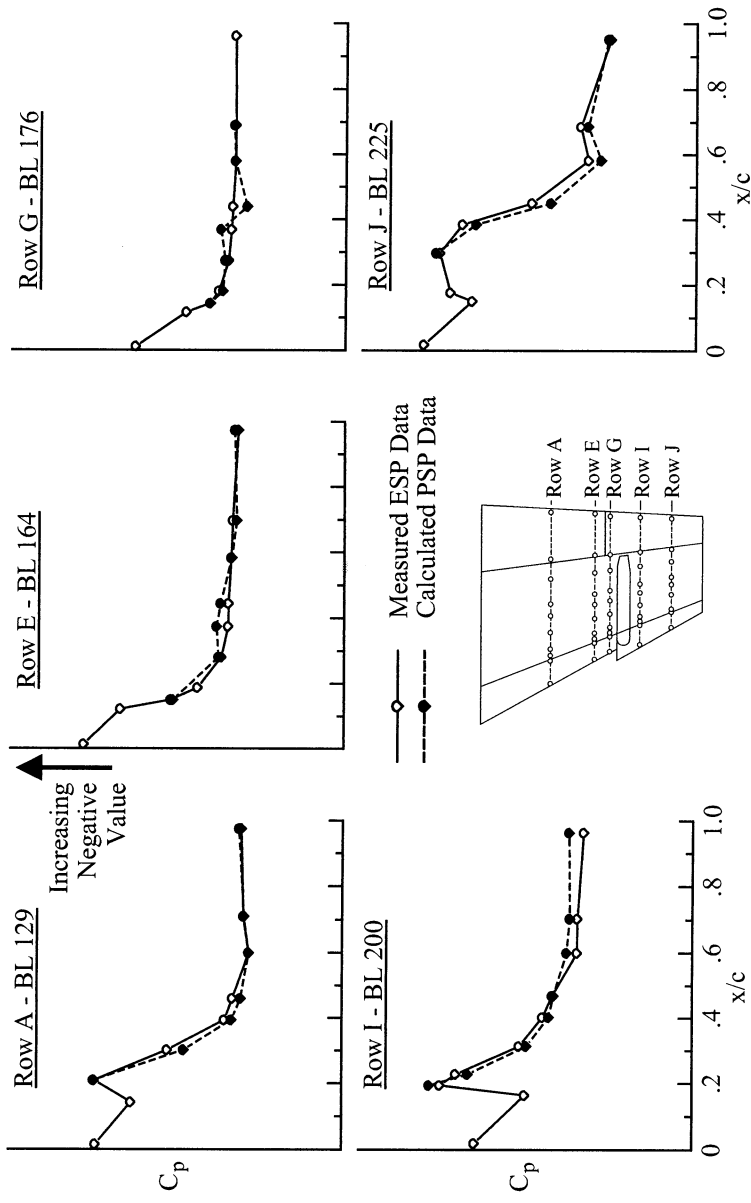 Row A - BL 129
Increasing
Negative
Value
Cp
Row E - BL 164
Row G - BL 176
Row I - BL 200
Cp
0
.2
.4
.6
.8
1.0
x/c
Measured ESP Data
Calculated PSP Data
Row A
Row E
Row G
Row I
Row J
Row J - BL 225
0
.2
.4
.6
.8
1.0
x/c